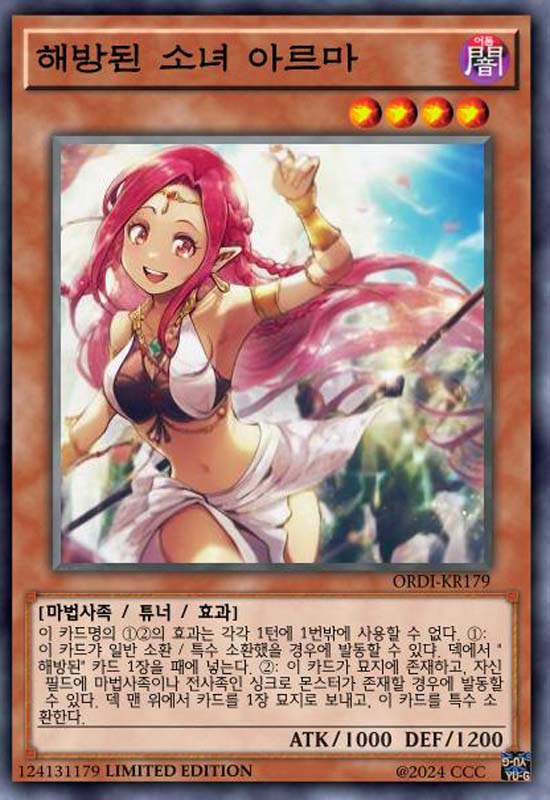 해방된 소녀 아르마
어둠
闇
ORDI-KR179
[마법사족 / 튜너 / 효과]
이 카드명의 ①②의 효과는 각각 1턴에 1번밖에 사용할 수 없다. ①:
이 카드가 일반 소환 / 특수 소환했을 경우에 발동할 수 있다. 덱에서 "
해방된" 카드 1장을 패에 넣는다. ②: 이 카드가 묘지에 존재하고, 자신
필드에 마법사족이나 전사족인 싱크로 몬스터가 존재할 경우에 발동할
수 있다. 덱 맨 위에서 카드를 1장 묘지로 보내고, 이 카드를 특수 소
환한다.
ATK/1000 DEF/1200
124131179 LIMITED EDITION
@2024 CCC
YU-G
YU-G